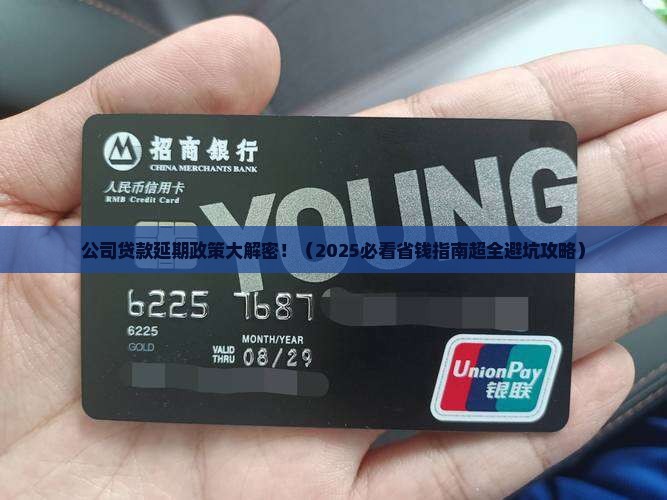 招商银行
CHINA MERCHANTS BANK
人民币信用卡
RMB Credit Card
YOUNG
公司贷款延期政策大解密！（2025必看省钱指南超全避坑攻略）
6225 7687
6225
GOLD
MONTH/YEAR
VALID
THRU
08/29
UnionPay
银联